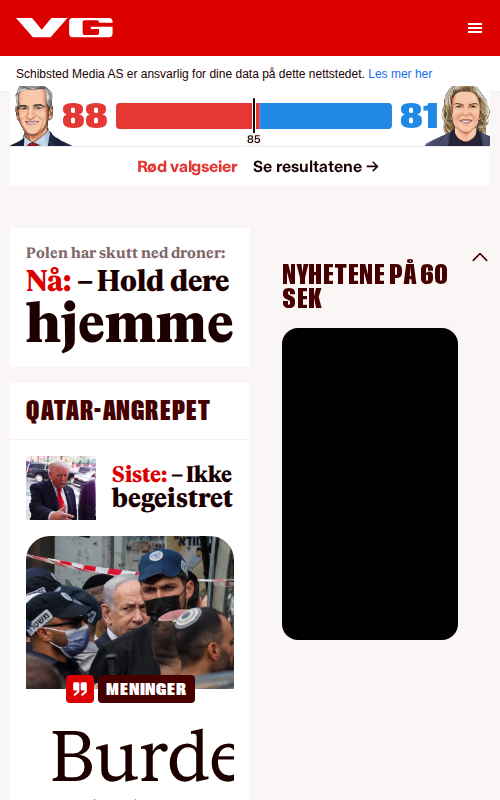 VG
Schibsted Media AS er ansvarlig for dine data på dette nettstedet. Les mer her
88
81
85
Rød valgseier Se resultatene →
Polen har skutt ned droner:
Nå: – Hold dere
hjemme
QATAR-ANGREPET
Siste: – Ikke
begeistret
MENINGER
Burde
NYHETENE PÅ 60
SEK